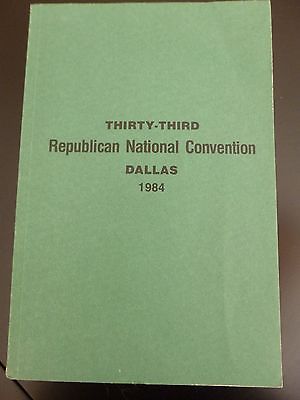 THIRTY-THIRD
Republican National Convention
DALLAS
1984